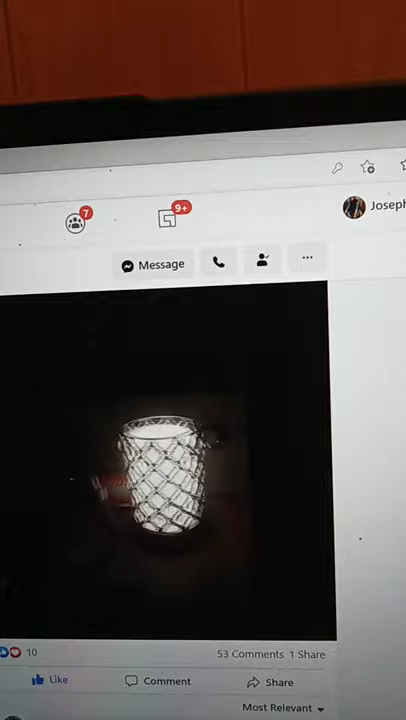 7
9+
Joseph
Message
10
53 Comments 1 Share
Like
Comment
Share
Most Relevant